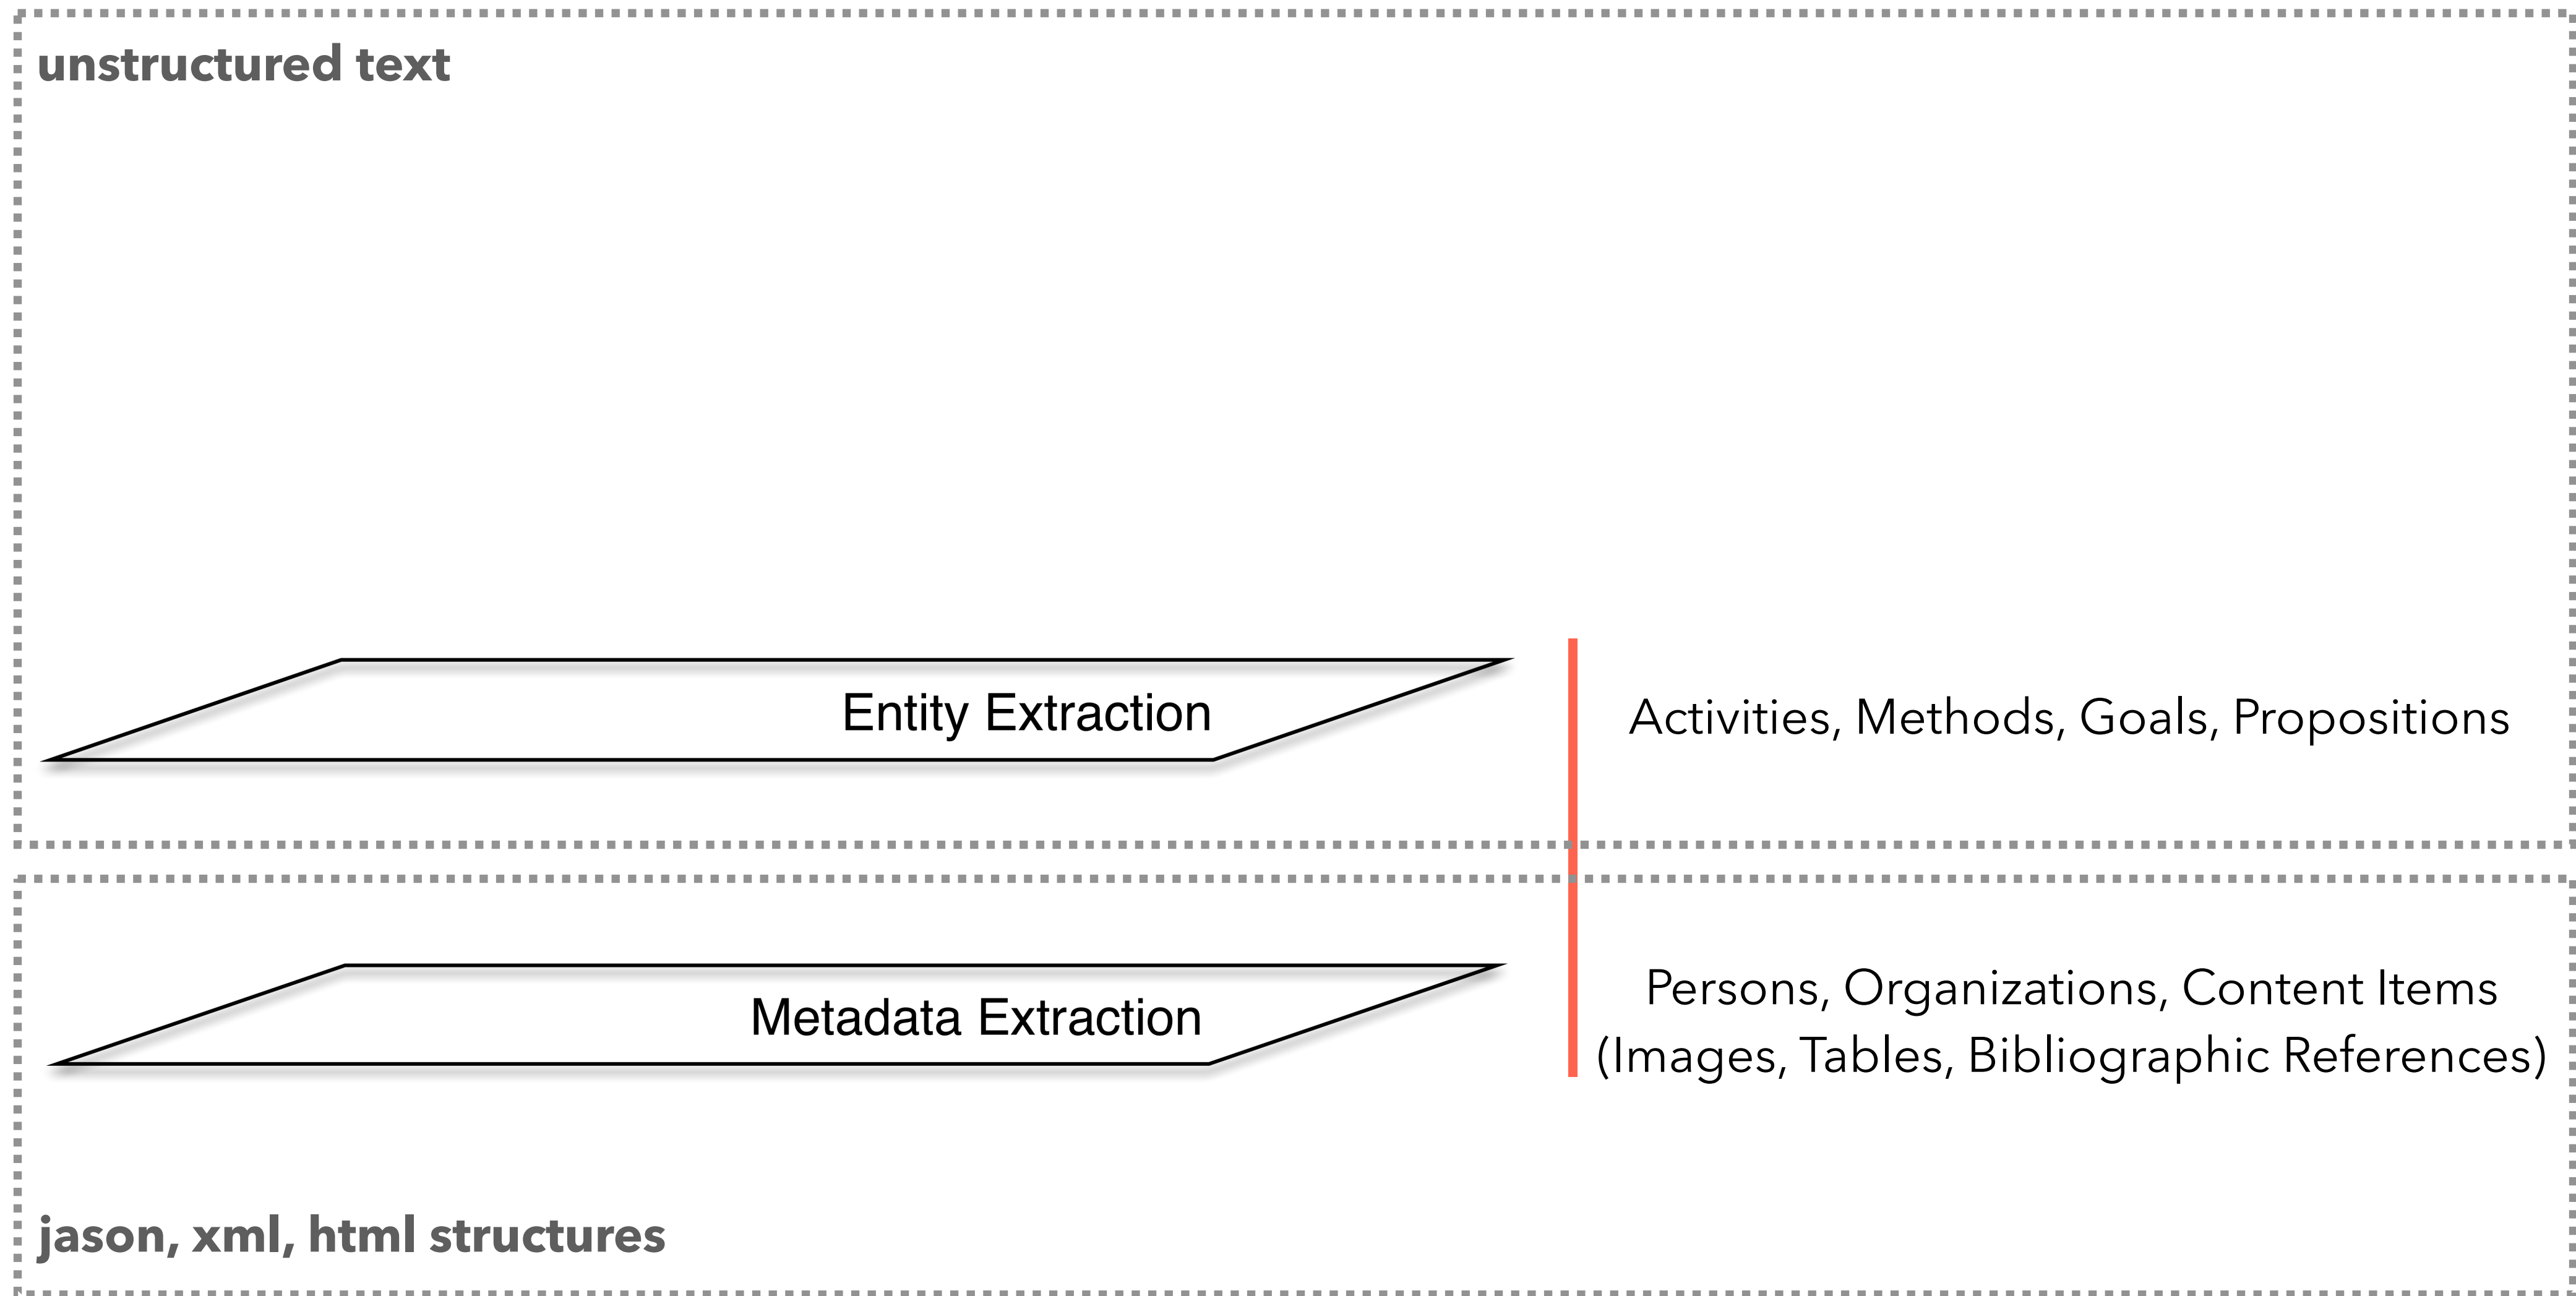 unstructured text
Entity Extraction
Activities, Methods, Goals, Propositions
Metadata Extraction
Persons, Organizations, Content Items
(Images, Tables, Bibliographic References)
jason, xml, html structures